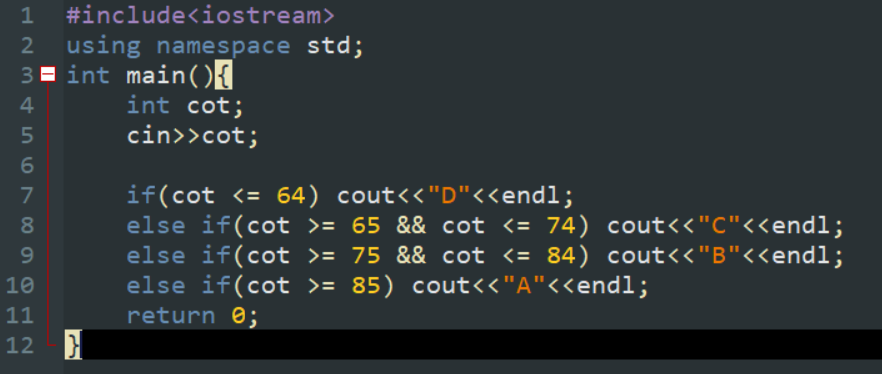 1 #include<iostream>
2 using namespace std;
3 int main(){
4 int cot;
5 cin>>cot;
6
7 if(cot <= 64) cout<<"D"<<endl;
8 else if(cot >= 65 && cot <= 74) cout<<"C"<<endl;
9 else if(cot >= 75 && cot <= 84) cout<<"B"<<endl;
10 else if(cot >= 85) cout<<"A"<<endl;
11 return 0;
12 }